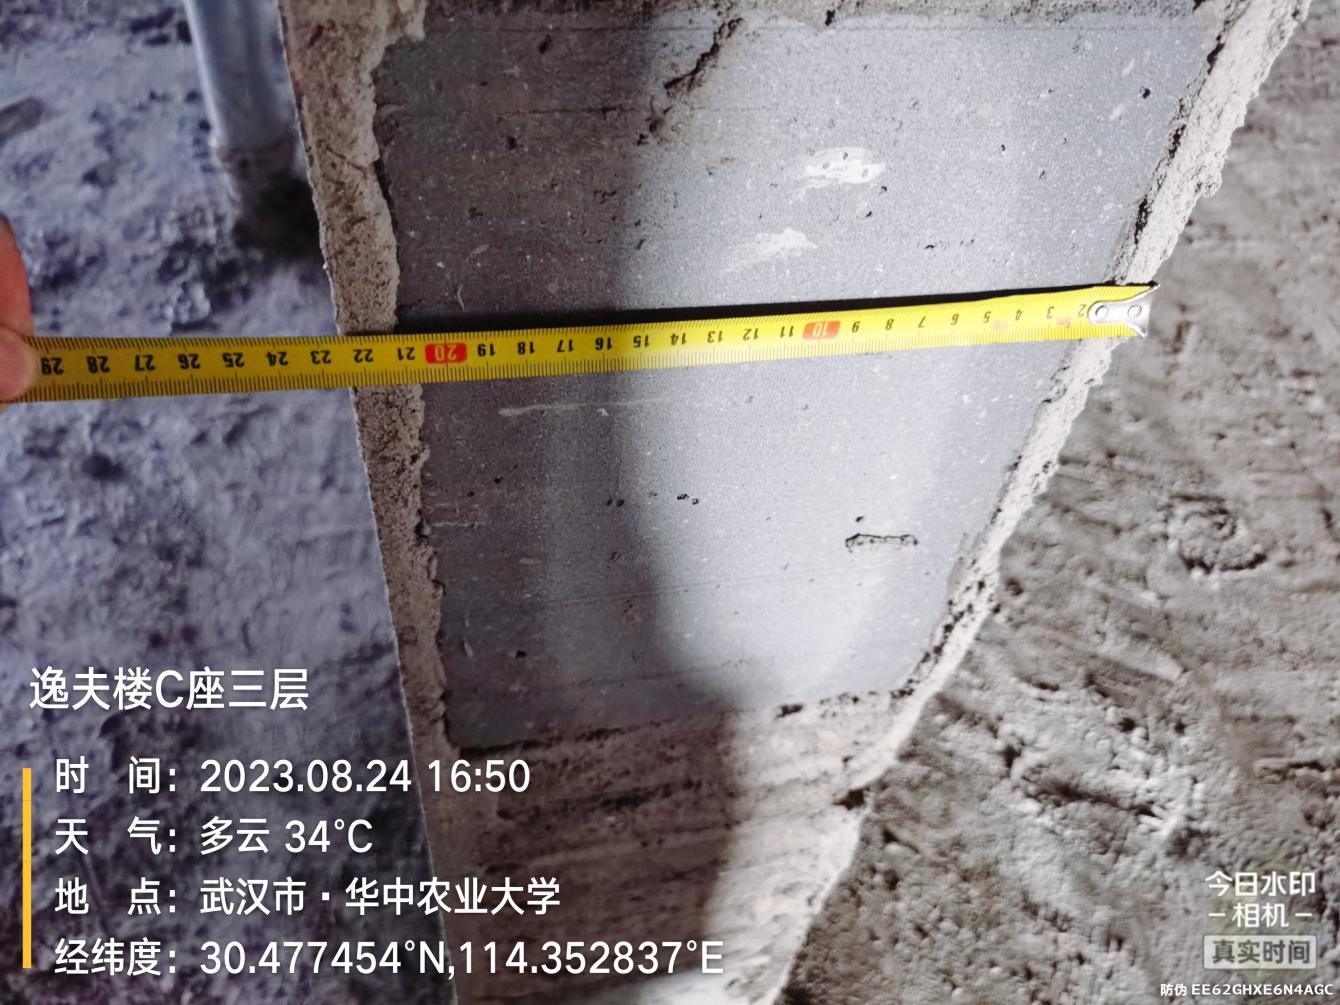 29 28 27 26 25 24 23 22 21 20 19 18 17 16 15 14 13 12 11 10 9 8 7 6 5 4 3 2
逸夫楼C座三层
时 间：2023.08.24 16:50
天 气：多云 34°C
地 点：武汉市·华中农业大学
经纬度：30.477454°N,114.352837°E
今日水印
-相机-
真实时间
防伪 EE62GHXE6N4AGC